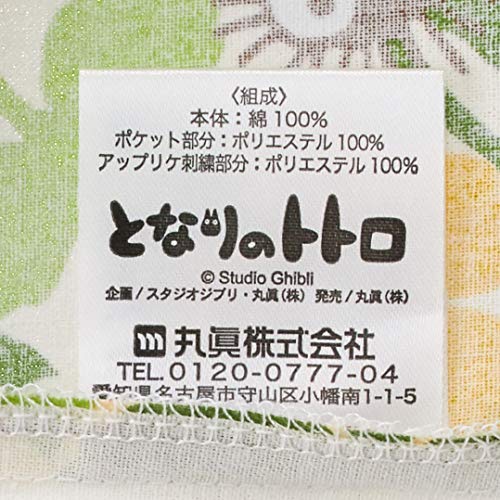 〈組成〉
本体：綿 100%
ポケット部分：ポリエステル 100%
アップリケ刺繍部分：ポリエステル 100%
となりのトトロ
© Studio Ghibli
企画 / スタジオジブリ・丸眞（株） 発売 / 丸眞（株）
丸眞株式会社
TEL. 0120-0777-04
愛知県名古屋市守山区小幡南1-1-5